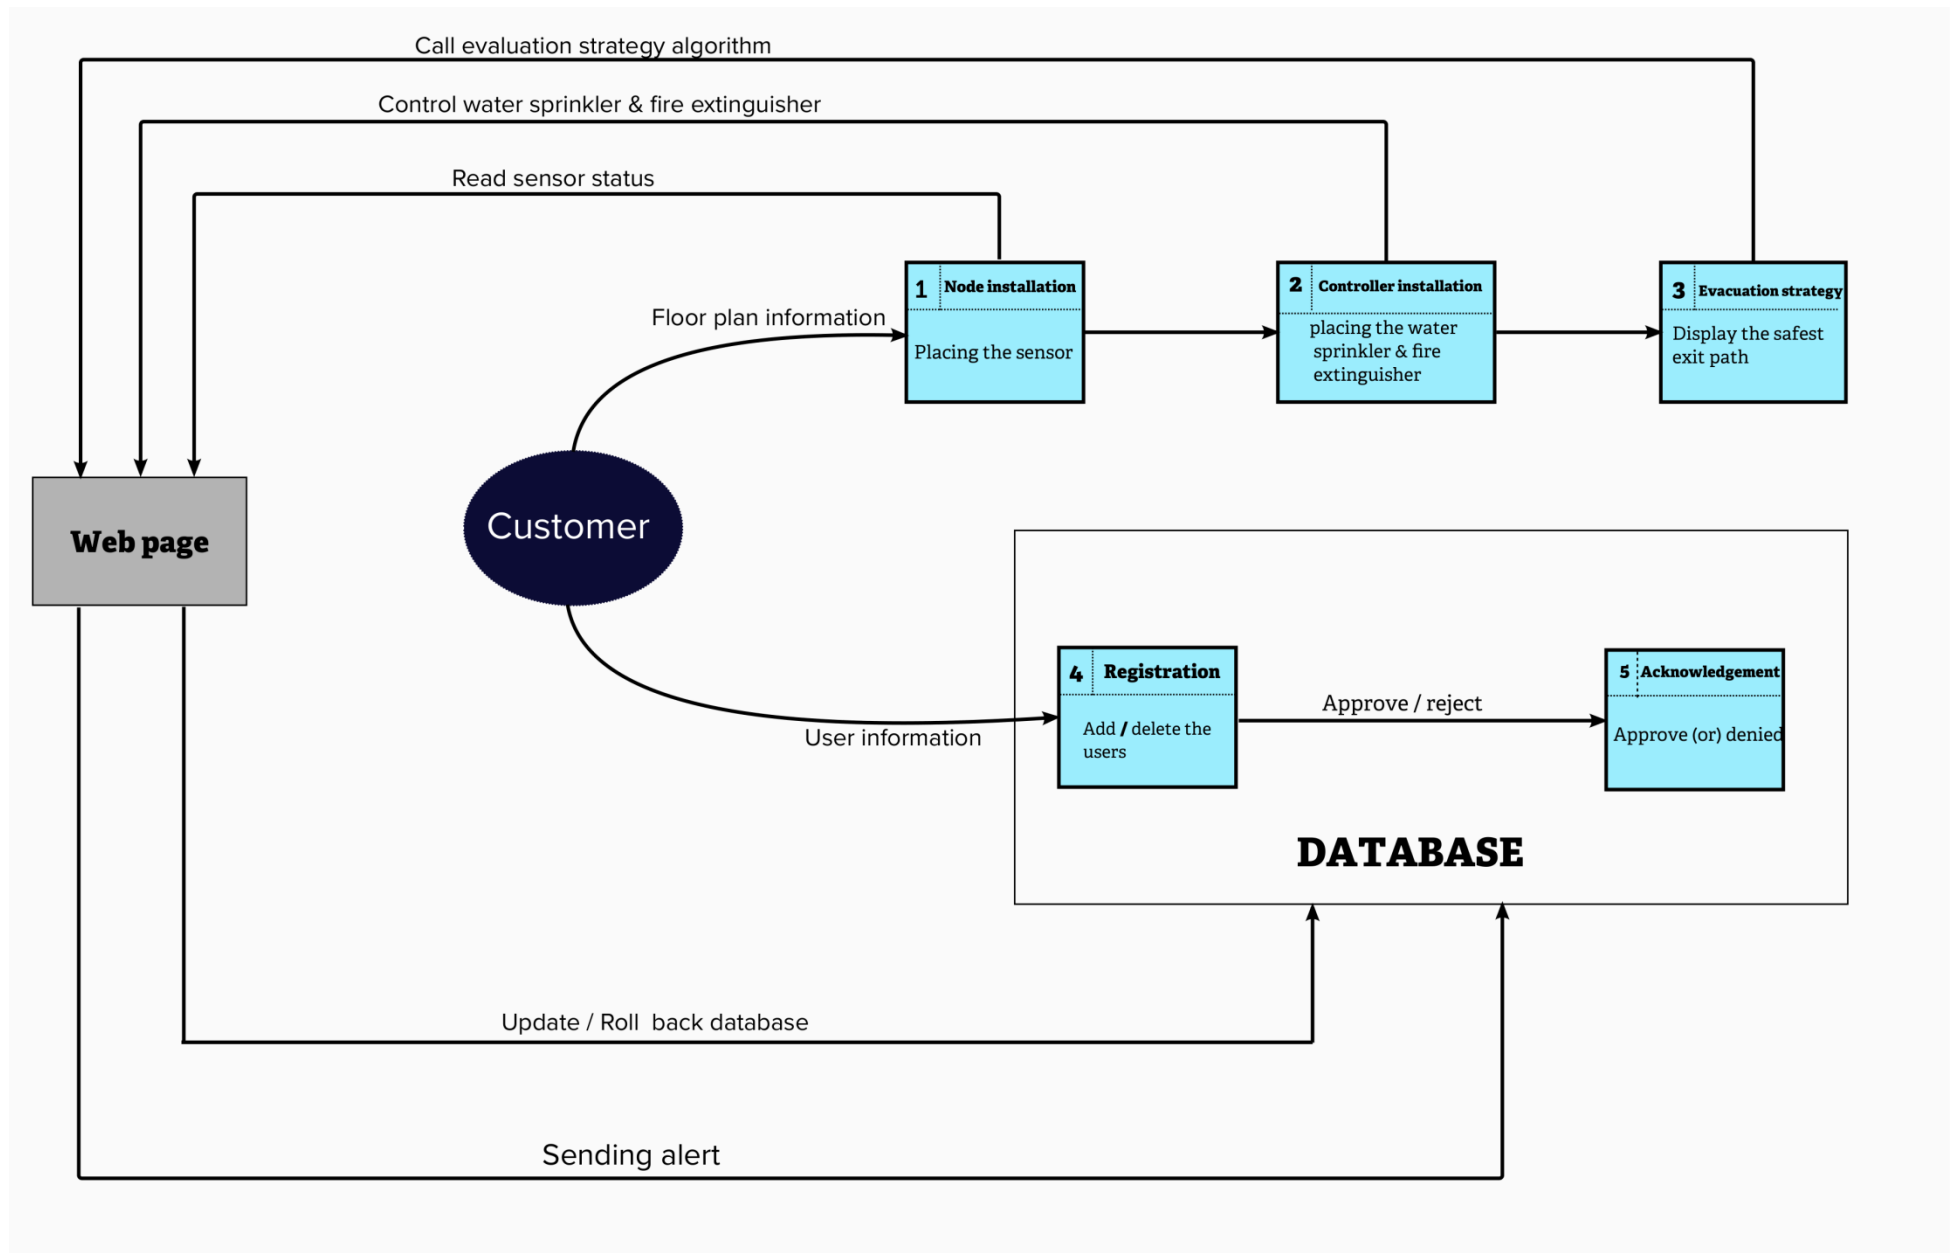 Call evaluation strategy algorithm
Control water sprinkler & fire extinguisher
Read sensor status
1 Node installation
Placing the sensor
2 Controller installation
placing the water
sprinkler & fire
extinguisher
3 Evacuation strategy
Display the safest
exit path
Floor plan information
Web page
Customer
4 Registration
Add / delete the
users
Approve / reject
5 Acknowledgement
Approve (or) denied
User information
DATABASE
Update / Roll  back database
Sending alert